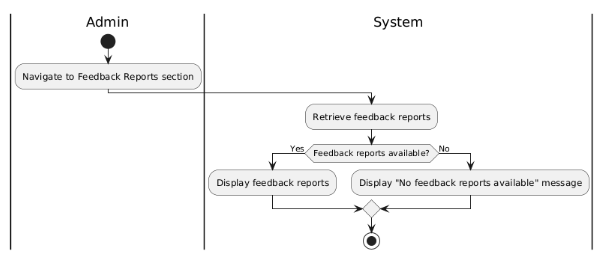 Admin
System
Navigate to Feedback Reports section
Retrieve feedback reports
Feedback reports available?
Yes
No
Display feedback reports
Display "No feedback reports available" message